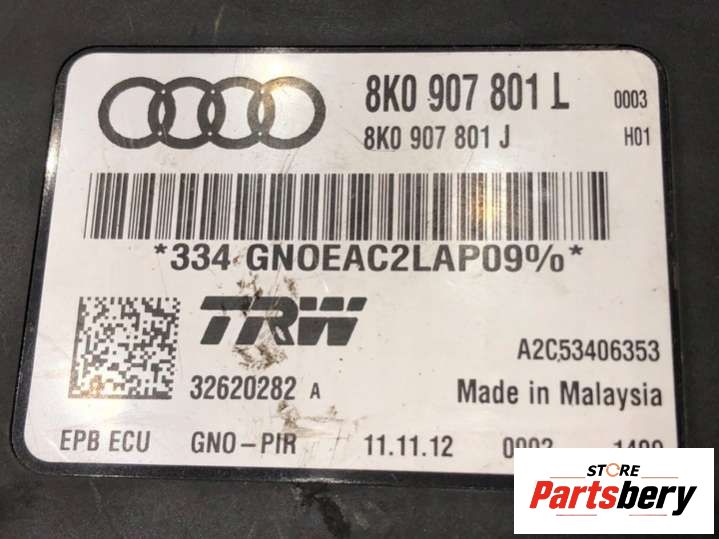 8K0 907 801 L 0003
8K0 907 801 J H01
*334 GN0EAC2LAP09%*
TRW
A2C53406353
32620282 A Made in Malaysia
EPB ECU GNO-PIR 11.11.12
STORE
Partsbery